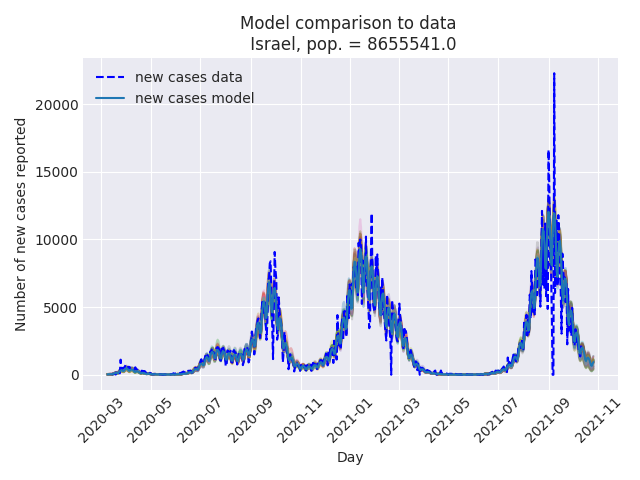 Model comparison to data
Israel, pop. = 8655541.0
new cases data
new cases model
Number of new cases reported
20000
15000
10000
5000
0
2020-03
2020-05
2020-07
2020-09
2020-11
2021-01
2021-03
2021-05
2021-07
2021-09
2021-11
Day